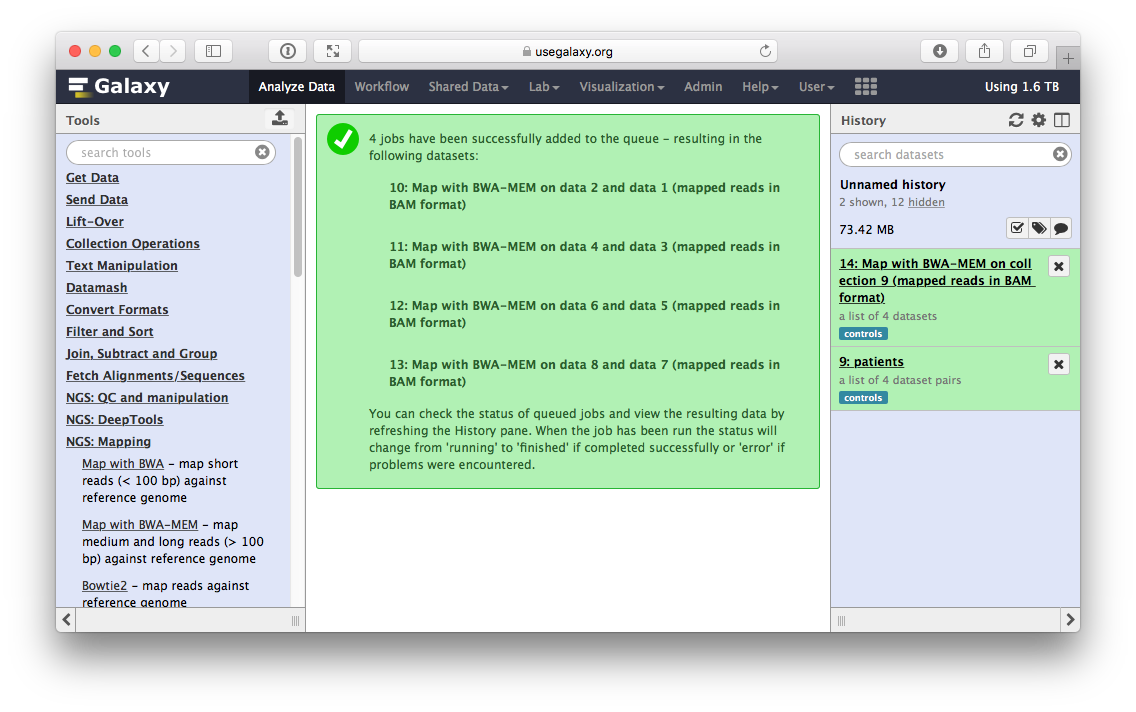 usegalaxy.org
Galaxy
Analyze Data
Workflow
Shared Data
Lab
Visualization
Admin
Help
User
Using 1.6 TB
Tools
search tools
Get Data
Send Data
Lift-Over
Collection Operations
Text Manipulation
Datamash
Convert Formats
Filter and Sort
Join, Subtract and Group
Fetch Alignments/Sequences
NGS: QC and manipulation
NGS: DeepTools
NGS: Mapping
Map with BWA - map short
reads (< 100 bp) against
reference genome
Map with BWA-MEM - map
medium and long reads (> 100
bp) against reference genome
Bowtie2 - map reads against
reference genome
4 jobs have been successfully added to the queue - resulting in the
following datasets:
10: Map with BWA-MEM on data 2 and data 1 (mapped reads in
BAM format)
11: Map with BWA-MEM on data 4 and data 3 (mapped reads in
BAM format)
12: Map with BWA-MEM on data 6 and data 5 (mapped reads in
BAM format)
13: Map with BWA-MEM on data 8 and data 7 (mapped reads in
BAM format)
You can check the status of queued jobs and view the resulting data by
refreshing the History pane. When the job has been run the status will
change from 'running' to 'finished' if completed successfully or 'error' if
problems were encountered.
History
search datasets
Unnamed history
2 shown, 12 hidden
73.42 MB
14: Map with BWA-MEM on coll
ection 9 (mapped reads in BAM
format)
a list of 4 datasets
controls
9: patients
a list of 4 dataset pairs
controls